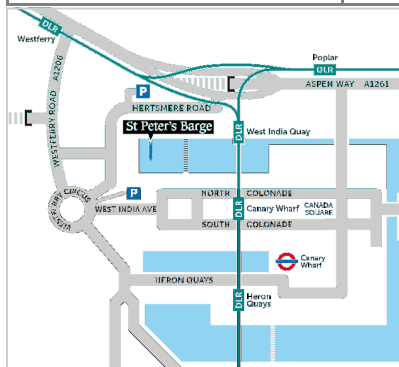 DLR
Westferry
Poplar
DLR
ASPEN WAY A1261
WESTFERRY ROAD A1206
P
HERTSMERE ROAD
St Peter's Barge
DLR
West India Quay
WESTFERRY CIRCUS
P
WEST INDIA AVE
NORTH COLONADE
DLR
Canary Wharf
CANADA
SQUARE
SOUTH COLONADE
Canary
Wharf
HERON QUAYS
DLR
Heron
Quays